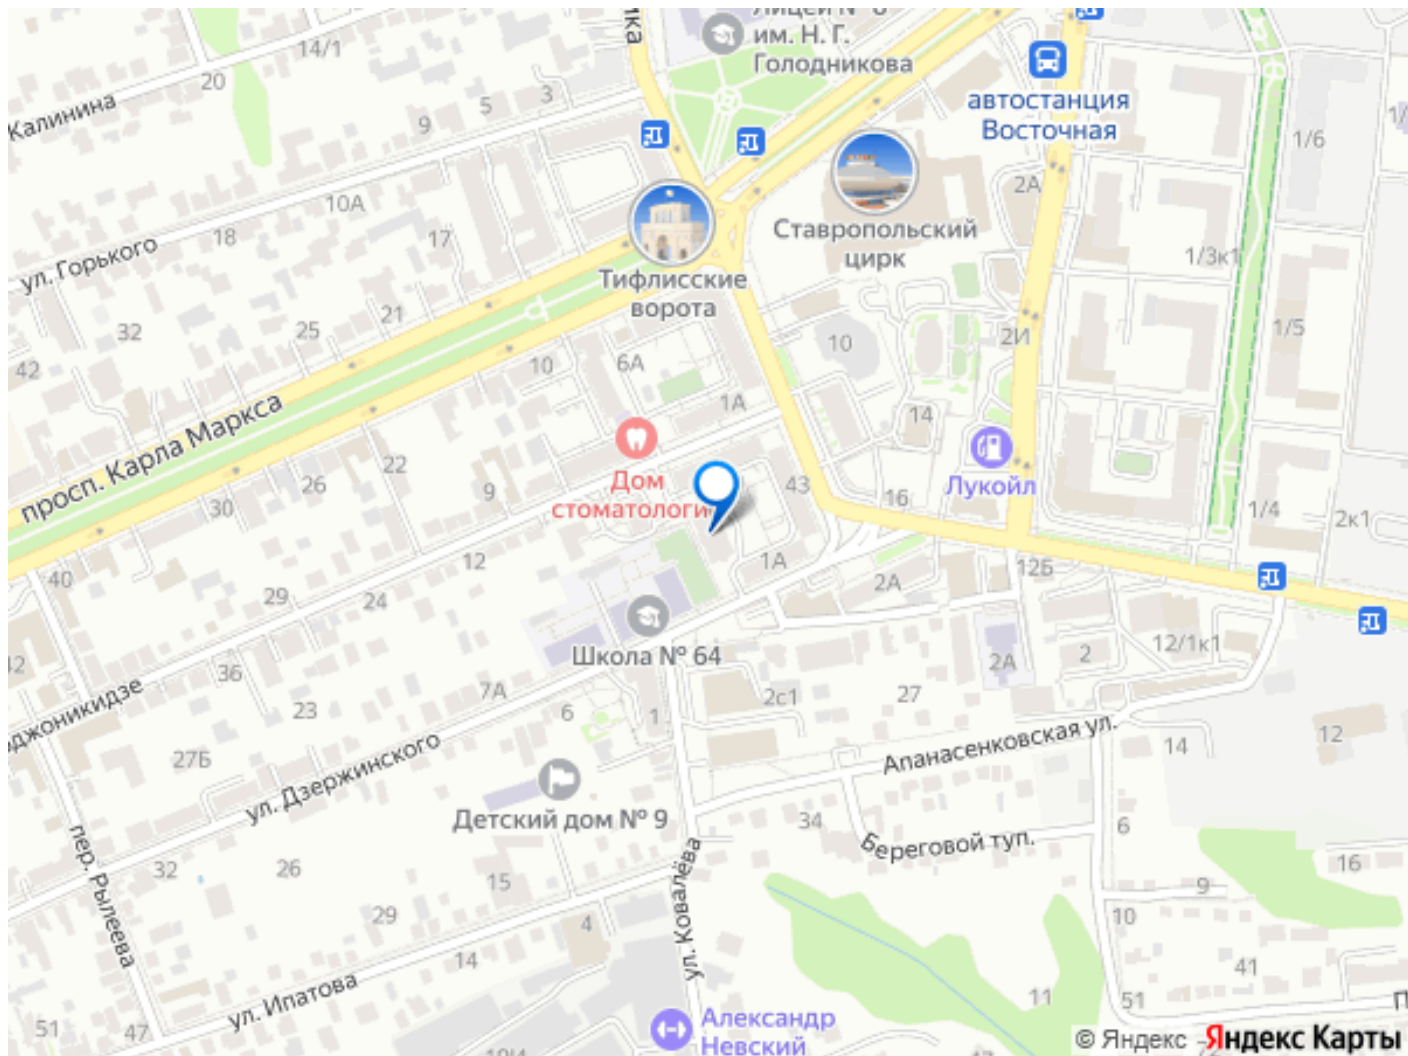 им. Н. Г.
Голодникова
14/1
20
3
5
9
Калинина
автостанция
Восточная
1/6
2А
10А
18
17
ул. Горького
Ставропольский
цирк
1/3к1
Тифлисские
ворота
32
25
21
10
6А
10
2И
1/5
42
1А
14
просп. Карла Маркса
22
26
30
9
Дом
стоматологи
43
16
Лукойл
1/4
2к1
12
1А
2А
12Б
40
29
24
Школа № 64
2А
2
12/1к1
42
36
7А
23
6
1
2с1
27
27Б
Апанасенковская ул.
14
12
ул. Дзержинского
Детский дом № 9
34
Береговой туп.
6
16
пер. Рылеева
32
26
15
29
4
9
10
ул. Ковалёва
14
41
ул. Ипатова
51
11
51
Александр
Невский
© Яндекс
Яндекс Карты